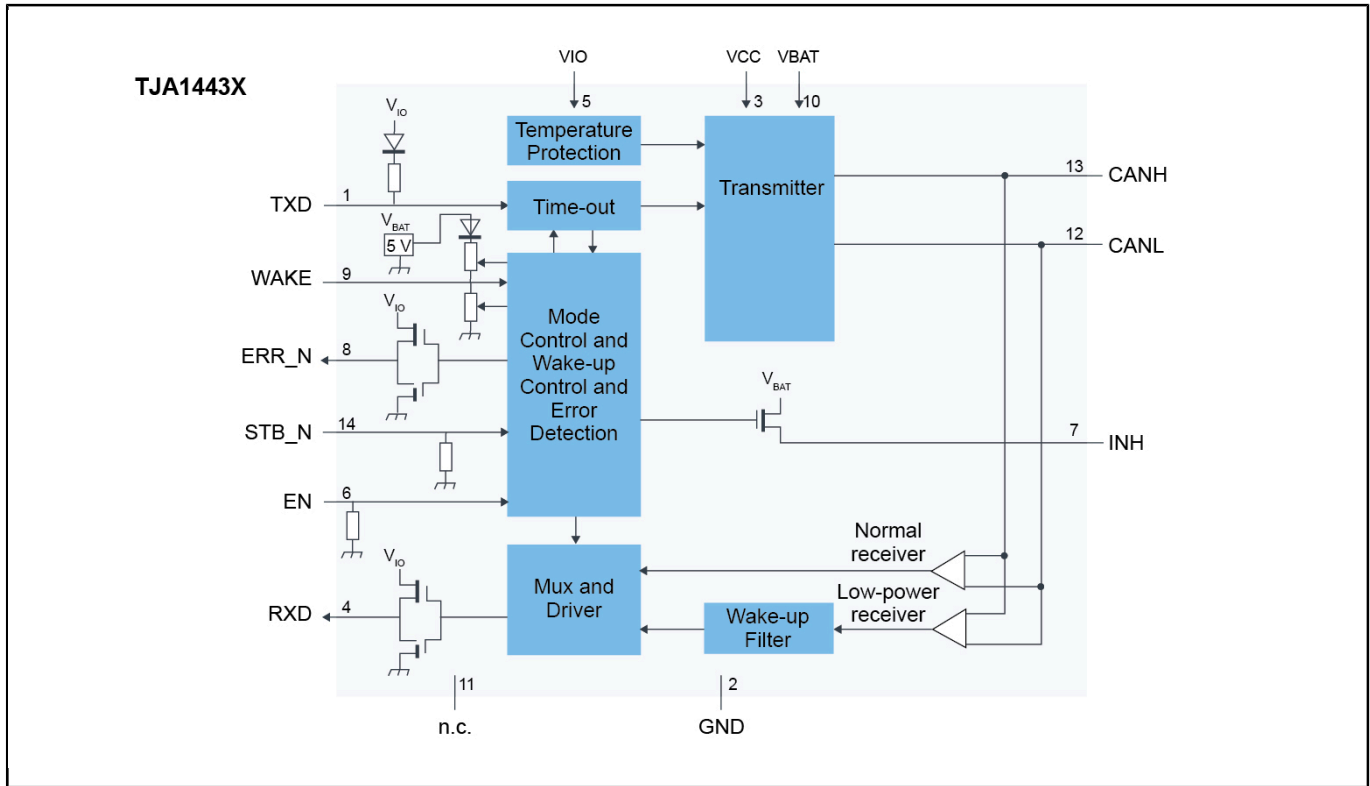 TJA1443X
VIO
VCC
VBAT
5
3
10
VIO
Temperature
Protection
Transmitter
TXD
1
Time-out
13
CANH
VBAT
5 V
12
CANL
WAKE
9
VIO
Mode
Control and
Wake-up
Control and
Error
Detection
ERR_N
8
VBAT
STB_N
14
7
INH
EN
6
Normal
receiver
VIO
Mux and
Driver
Low-power
receiver
RXD
4
Wake-up
Filter
11
n.c.
2
GND